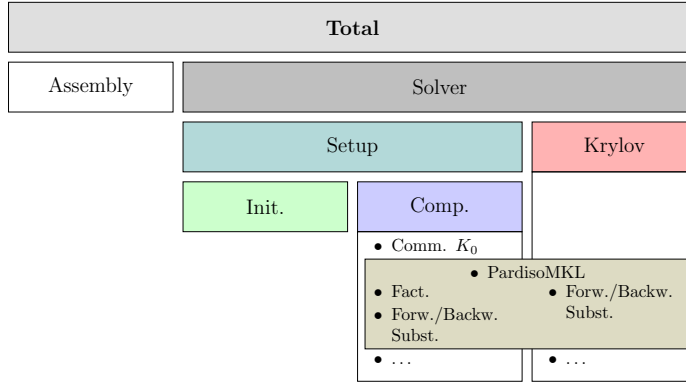 Total
Assembly
Solver
Setup
Krylov
Init.
Comp.
• Comm. K₀
• PardisoMKL
• Fact.
• Forw./Backw.
Subst.
• Forw./Backw.
Subst.
• ...
• ...